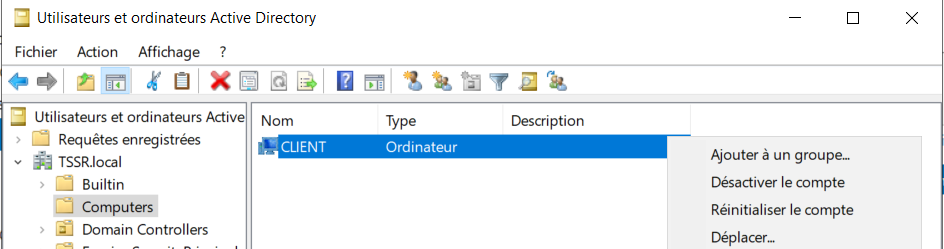 Utilisateurs et ordinateurs Active Directory
Fichier Action Affichage ?
Utilisateurs et ordinateurs Active
Requêtes enregistrées
TSSR.local
Builtin
Computers
Domain Controllers
Nom Type Description
CLIENT Ordinateur
Ajouter à un groupe...
Désactiver le compte
Réinitialiser le compte
Déplacer...